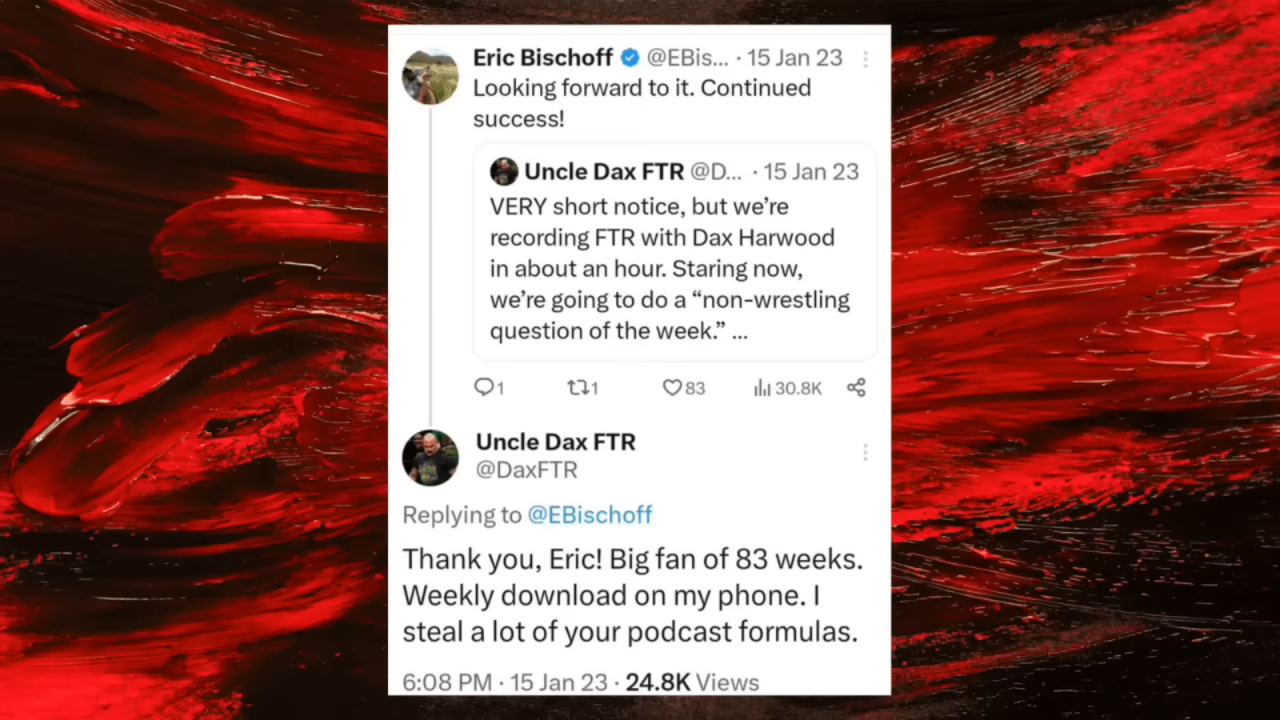 Eric Bischoff @EBis... · 15 Jan 23
Looking forward to it. Continued
success!
Uncle Dax FTR @D... · 15 Jan 23
VERY short notice, but we’re
recording FTR with Dax Harwood
in about an hour. Staring now,
we’re going to do a “non-wrestling
question of the week.” ...
1 1 83 30.8K
Uncle Dax FTR
@DaxFTR
Replying to @EBischoff
Thank you, Eric! Big fan of 83 weeks.
Weekly download on my phone. I
steal a lot of your podcast formulas.
6:08 PM · 15 Jan 23 · 24.8K Views